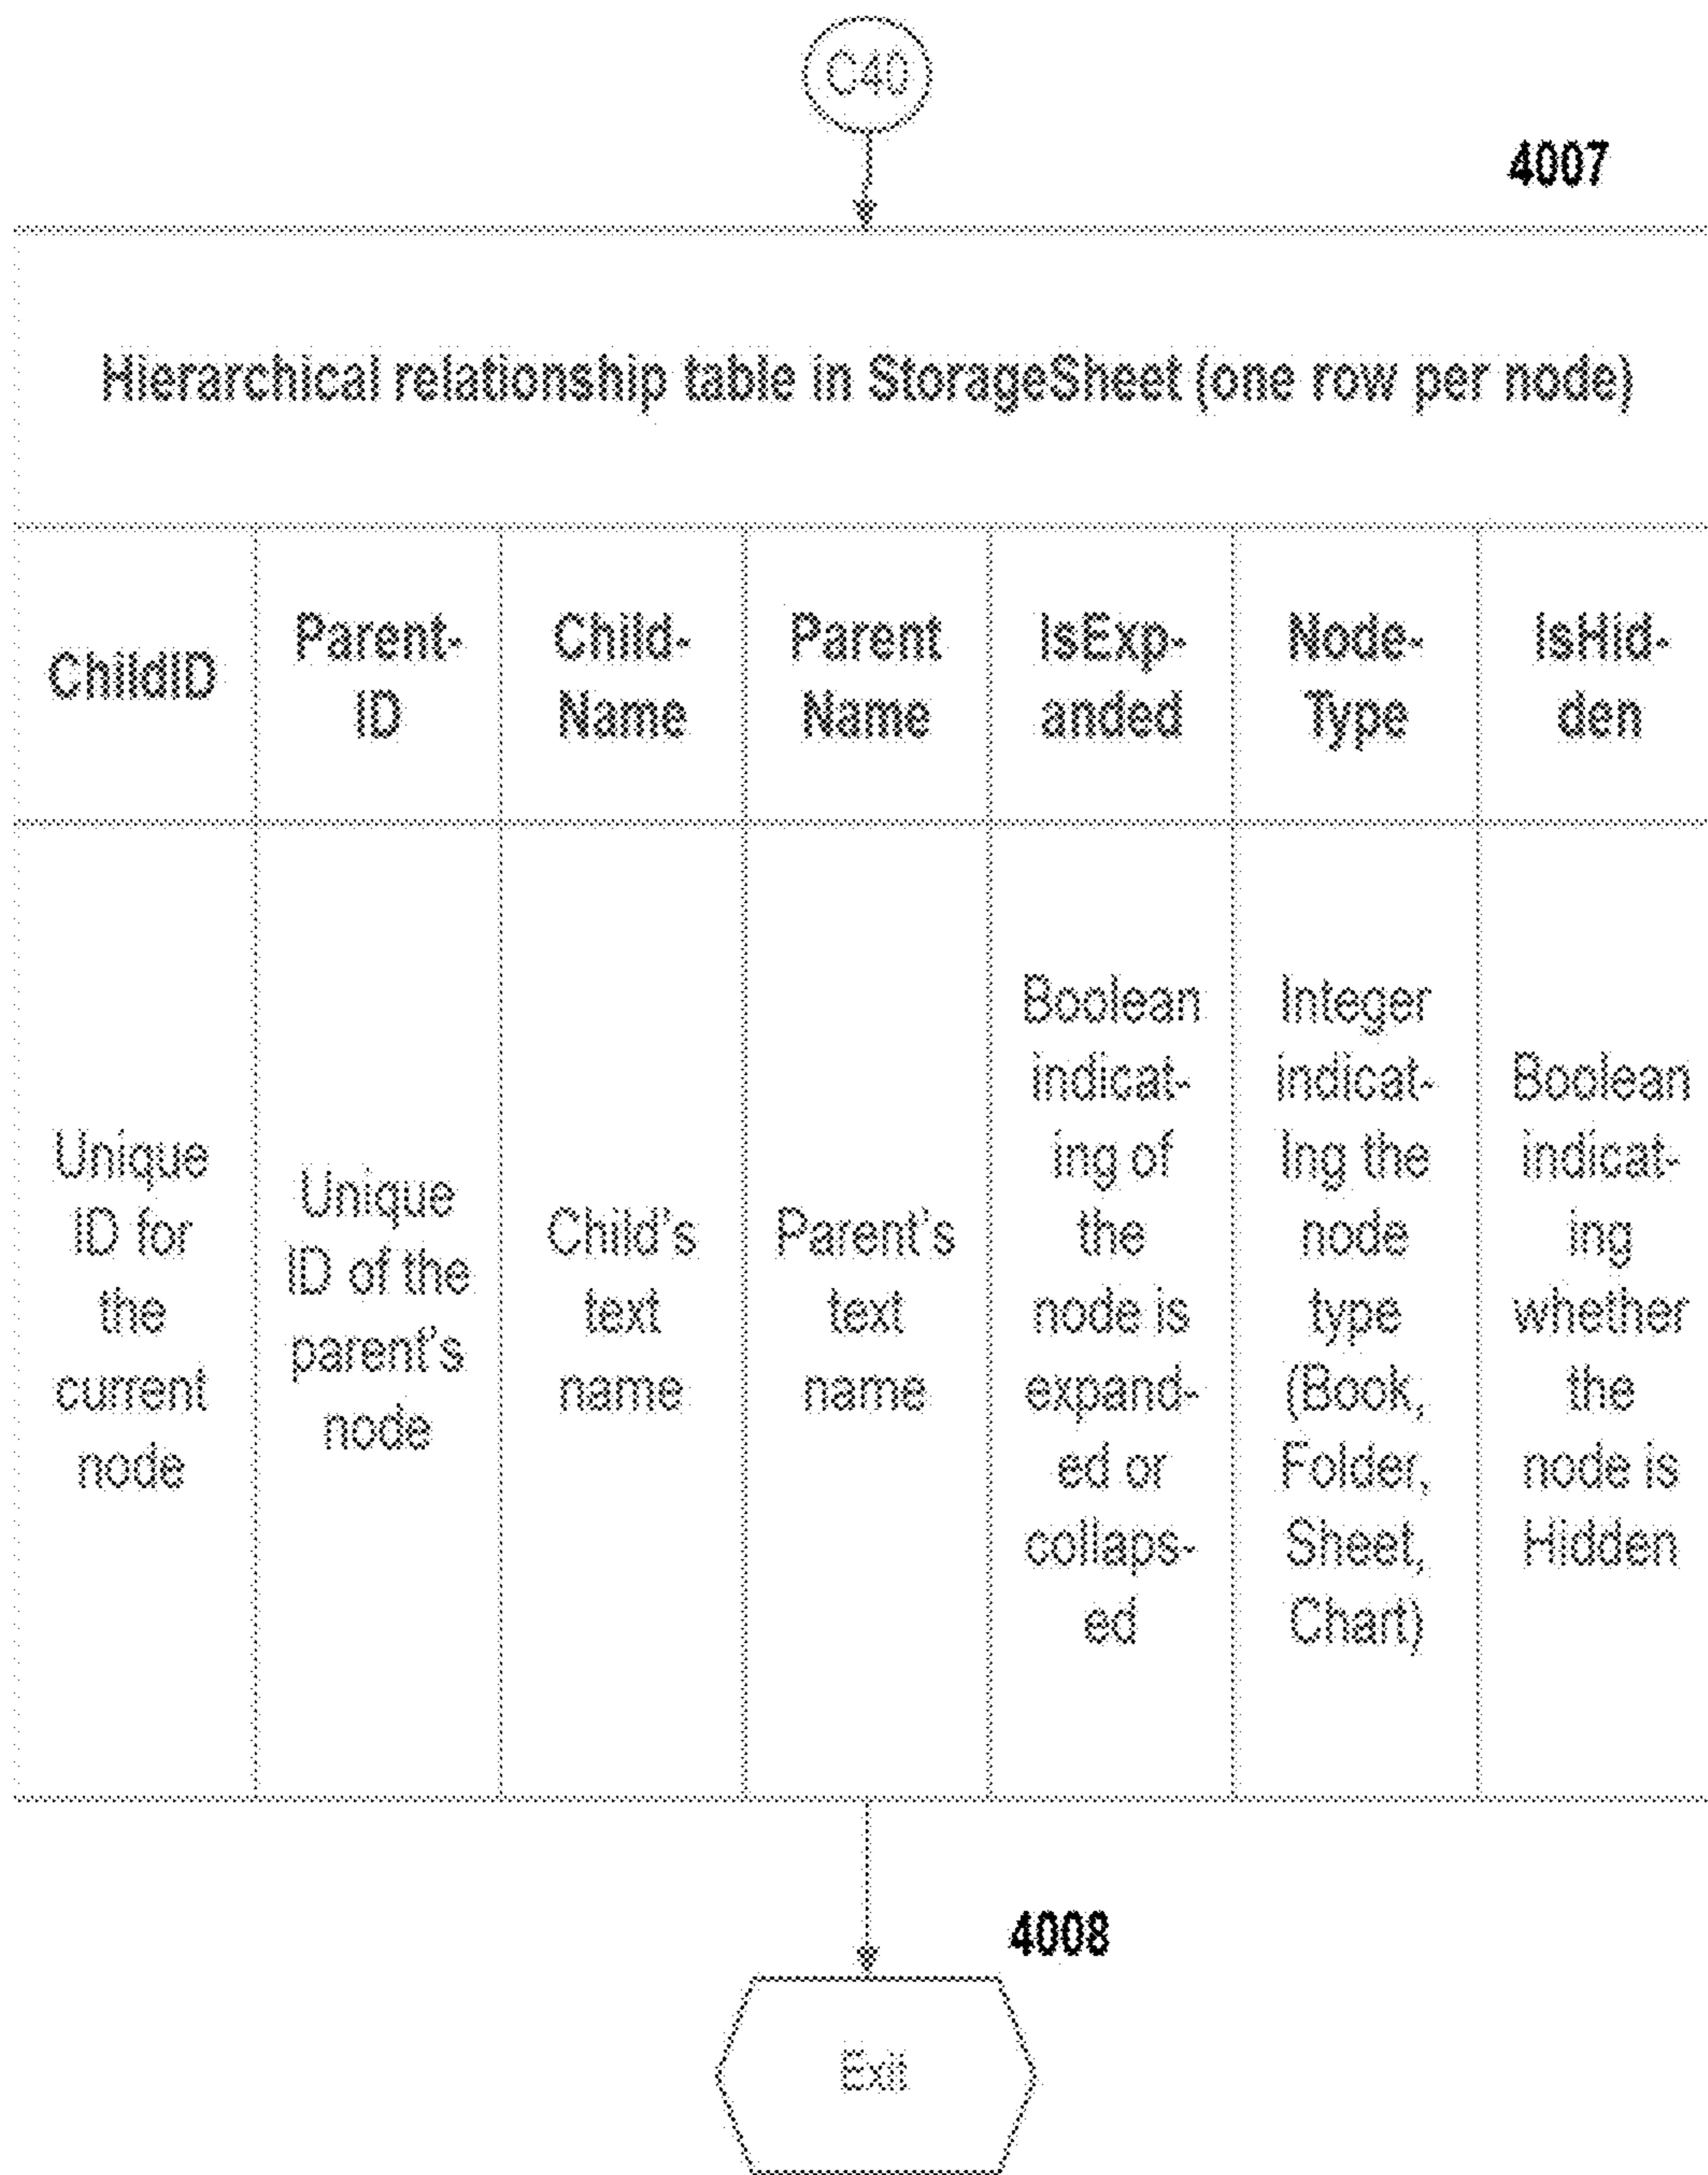 C40
4007
Hierarchical relationship table in StorageSheet (one row per node)
ChildID
Parent-
ID
Child-
Name
Parent
Name
IsExp-
anded
Node-
Type
IsHid-
den
Unique
ID for
the
current
node
Unique
ID of the
parent's
node
Child's
text
name
Parent's
text
name
Boolean
indicat-
ing of
the
node is
expand-
ed or
collaps-
ed
Integer
indicat-
ing the
node
type
(Book,
Folder,
Sheet,
Chart)
Boolean
indicat-
ing
whether
the
node is
Hidden
4008
Exit